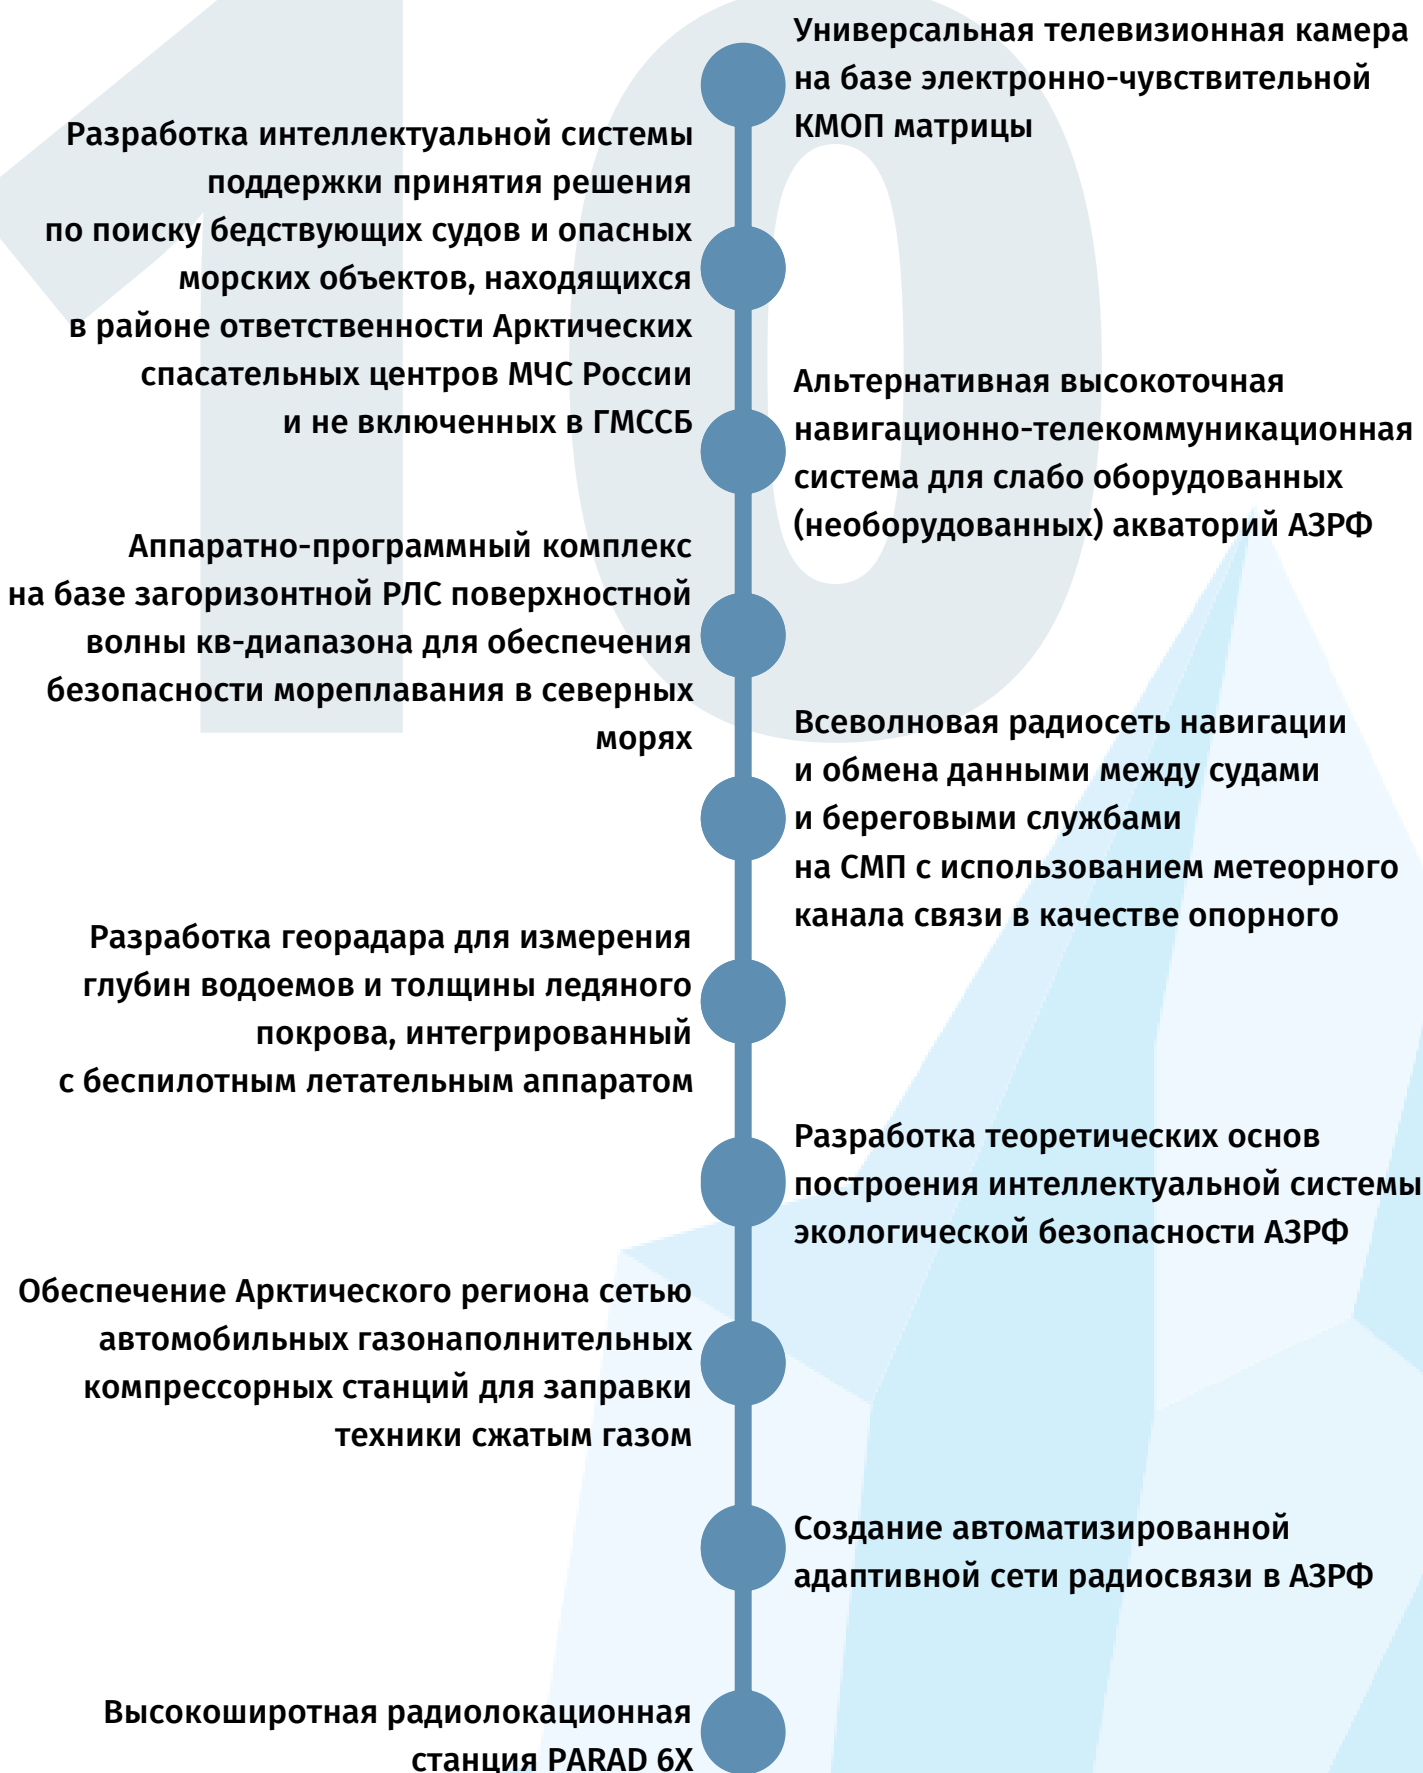 10
Универсальная телевизионная камера
на базе электронно-чувствительной
КМОП матрицы
Разработка интеллектуальной системы
поддержки принятия решения
по поиску бедствующих судов и опасных
морских объектов, находящихся
в районе ответственности Арктических
спасательных центров МЧС России
и не включенных в ГМССБ
Альтернативная высокоточная
навигационно-телекоммуникационная
система для слабо оборудованных
(необорудованных) акваторий АЗРФ
Аппаратно-программный комплекс
на базе загоризонтной РЛС поверхностной
волны кв-диапазона для обеспечения
безопасности мореплавания в северных
морях
Всеволновая радиосеть навигации
и обмена данными между судами
и береговыми службами
на СМП с использованием метеорного
канала связи в качестве опорного
Разработка георадара для измерения
глубин водоемов и толщины ледяного
покрова, интегрированный
с беспилотным летательным аппаратом
Разработка теоретических основ
построения интеллектуальной системы
экологической безопасности АЗРФ
Обеспечение Арктического региона сетью
автомобильных газонаполнительных
компрессорных станций для заправки
техники сжатым газом
Создание автоматизированной
адаптивной сети радиосвязи в АЗРФ
Высокоширотная радиолокационная
станция PARAD 6X